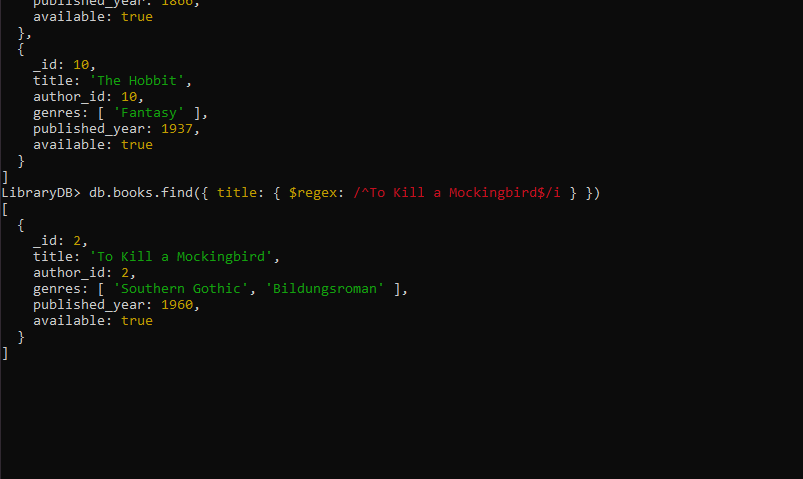 published_year: 1866,
    available: true
  },
  {
    _id: 10,
    title: 'The Hobbit',
    author_id: 10,
    genres: [ 'Fantasy' ],
    published_year: 1937,
    available: true
  }
]
LibraryDB> db.books.find({ title: { $regex: /^To Kill a Mockingbird$/i } })
[
  {
    _id: 2,
    title: 'To Kill a Mockingbird',
    author_id: 2,
    genres: [ 'Southern Gothic', 'Bildungsroman' ],
    published_year: 1960,
    available: true
  }
]